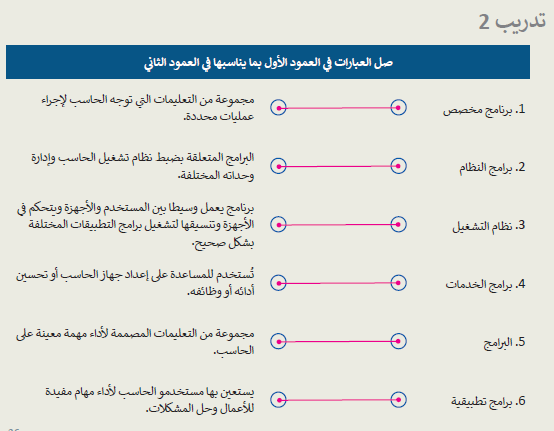 تدريب 2
صل العبارات في العمود الأول بما يناسبها في العمود الثاني
1. برنامج مخصص
مجموعة من التعليمات التي توجه الحاسب لإجراء
عمليات محددة.
2. برامج النظام
البرامج المتعلقة بضبط نظام تشغيل الحاسب وإدارة
وحداته المختلفة.
3. نظام التشغيل
برنامج يعمل وسيطا بين المستخدم والأجهزة ويتحكم في
الأجهزة وتنسيقها لتشغيل برامج التطبيقات المختلفة
بشكل صحيح.
4. برامج الخدمات
تُستخدم للمساعدة على إعداد جهاز الحاسب أو تحسين
أدائه أو وظائفه.
5. البرامج
مجموعة من التعليمات المصممة لأداء مهمة معينة على
الحاسب.
6. برامج تطبيقية
يستعين بها مستخدمو الحاسب لأداء مهام مفيدة
للأعمال وحل المشكلات.